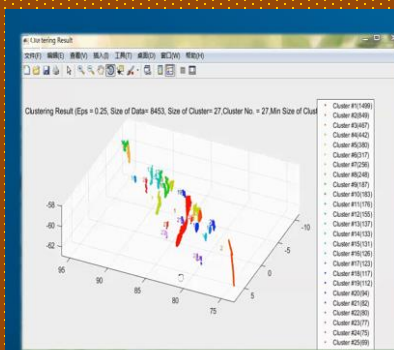 Clustering Result
文件(F) 编辑(E) 查看(V) 插入(I) 工具(T) 桌面(D) 窗口(W) 帮助(H)
Clustering Result (Eps = 0.25, Size of Data= 8453, Size of Cluster= 27,Cluster No. = 27,Min Size of Clust
Cluster #1(1499)
Cluster #2(849)
Cluster #3(467)
Cluster #4(442)
Cluster #5(380)
Cluster #6(317)
Cluster #7(256)
Cluster #8(248)
Cluster #9(187)
Cluster #10(183)
Cluster #11(176)
Cluster #12(155)
Cluster #13(137)
Cluster #14(133)
Cluster #15(131)
Cluster #16(126)
Cluster #17(123)
Cluster #18(117)
Cluster #19(112)
Cluster #20(94)
Cluster #21(82)
Cluster #22(80)
Cluster #23(77)
Cluster #24(75)
Cluster #25(69)
-58
-60
-62
95
90
85
80
75
-10
-5
0
5